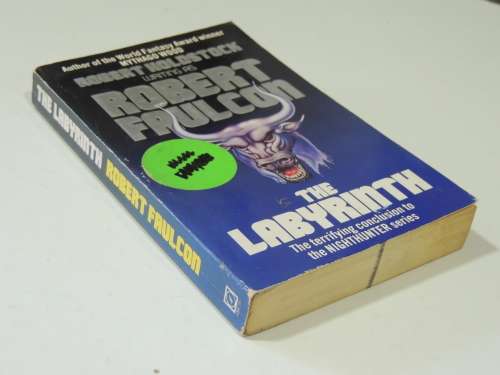 Author of the World Fantasy Award winner
MYTHAGO WOOD
ROBERT HOLDSTOCK
WRITING AS
ROBERT
FAULCON
THE
LABYRINTH
The terrifying conclusion to
the NIGHTHUNTER series
THE LABYRINTH ROBERT FAULCON